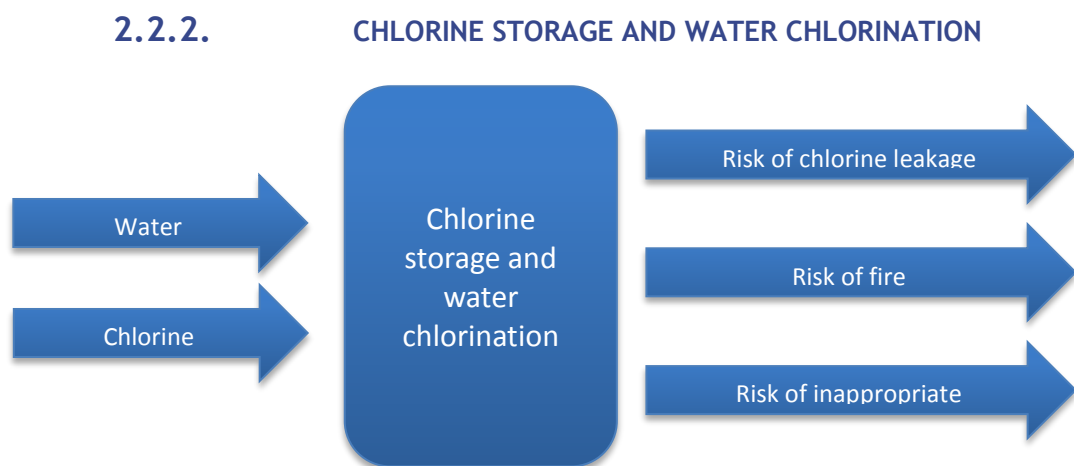 2.2.2. CHLORINE STORAGE AND WATER CHLORINATION
Water
Chlorine
Chlorine
storage and
water
chlorination
Risk of chlorine leakage
Risk of fire
Risk of inappropriate